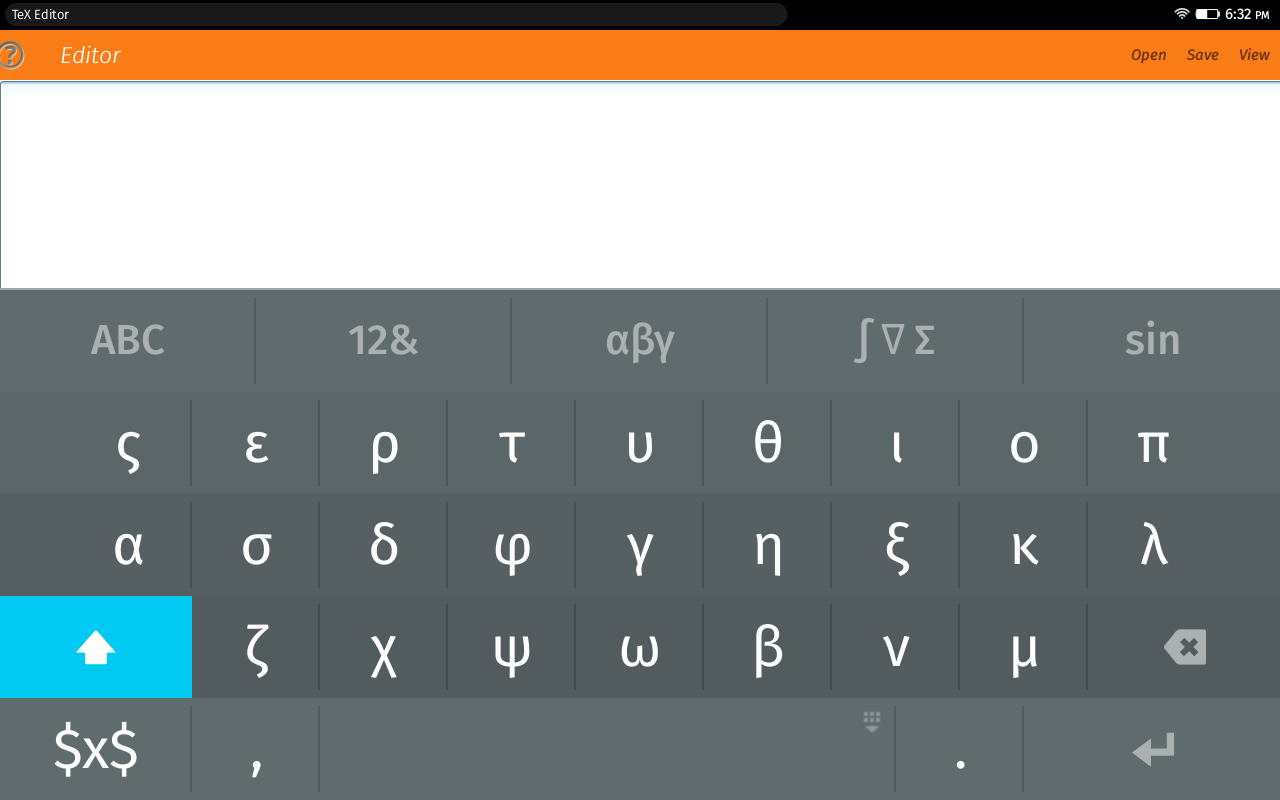 TeX Editor 6:32 PM
? Editor Open Save View
ABC 12& αβγ ∫∇Σ sin
ς ε ρ τ υ θ ι ο π
α σ δ φ γ η ξ κ λ
ζ χ ψ ω β ν μ
$x$ , .